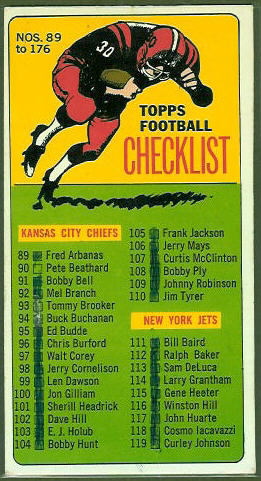 NOS. 89
to 176
30
TOPPS
FOOTBALL
CHECKLIST
KANSAS CITY CHIEFS
89 Fred Arbanas
90 Pete Beathard
91 Bobby Bell
92 Mel Branch
93 Tommy Brooker
94 Buck Buchanan
95 Ed Budde
96 Chris Burford
97 Walt Corey
98 Jerry Cornelison
99 Len Dawson
100 Jon Gilliam
101 Sherill Headrick
102 Dave Hill
103 E. J. Holub
104 Bobby Hunt
105 Frank Jackson
106 Jerry Mays
107 Curtis McClinton
108 Bobby Ply
109 Johnny Robinson
110 Jim Tyrer
NEW YORK JETS
111 Bill Baird
112 Ralph Baker
113 Sam DeLuca
114 Larry Grantham
115 Gene Heeter
116 Winston Hill
117 John Huarte
118 Cosmo Iacavazzi
119 Curley Johnson